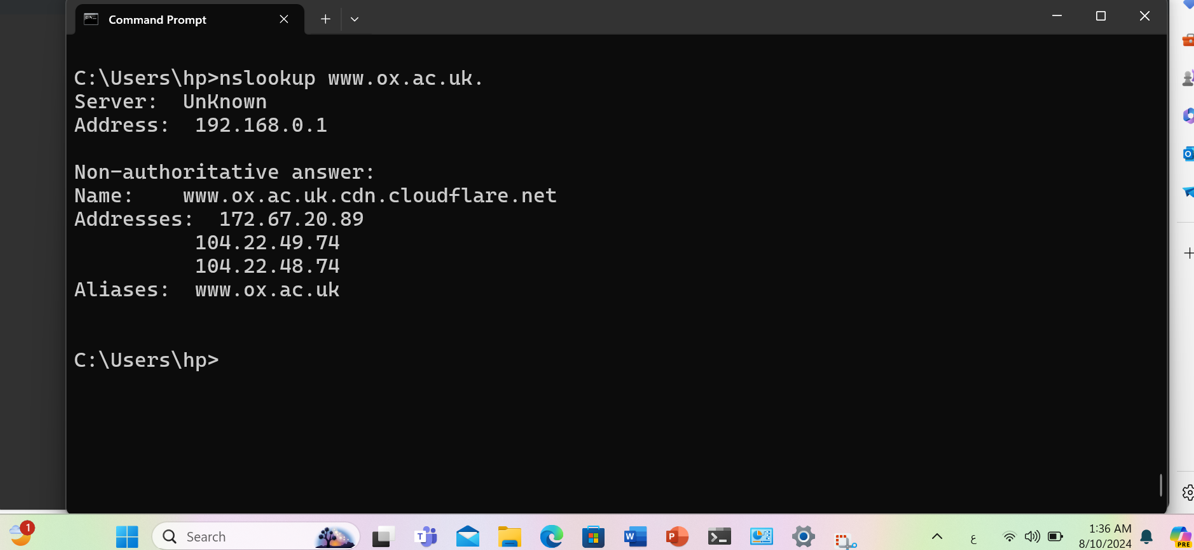 Command Prompt
C:\Users\hp>nslookup www.ox.ac.uk.
Server:  UnKnown
Address:  192.168.0.1
Non-authoritative answer:
Name:    www.ox.ac.uk.cdn.cloudflare.net
Addresses:  172.67.20.89
104.22.49.74
104.22.48.74
Aliases:  www.ox.ac.uk
C:\Users\hp>
1
Search
ع
1:36 AM
8/10/2024
PRE